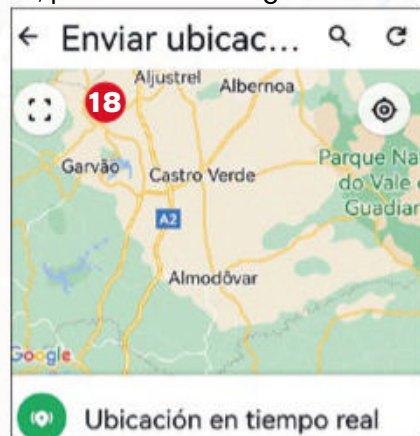 Enviar ubicac...
Aljustrel
Albernoa
18
Garvão
Castro Verde
Parque Na
do Vale
Guadian
A2
Almodôvar
Google
Ubicación en tiempo real